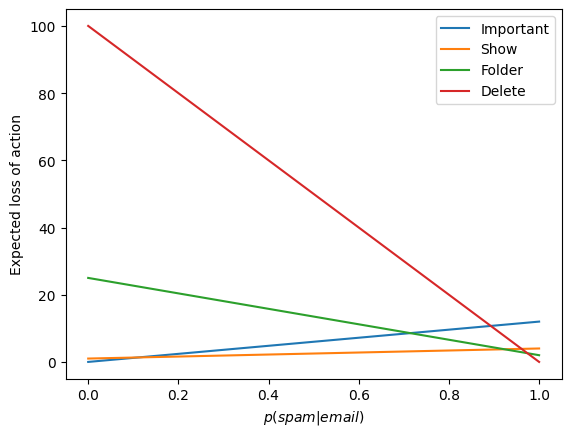 100
80
60
40
20
0
Expected loss of action
Important
Show
Folder
Delete
0.0 0.2 0.4 0.6 0.8 1.0
p(spam|email)